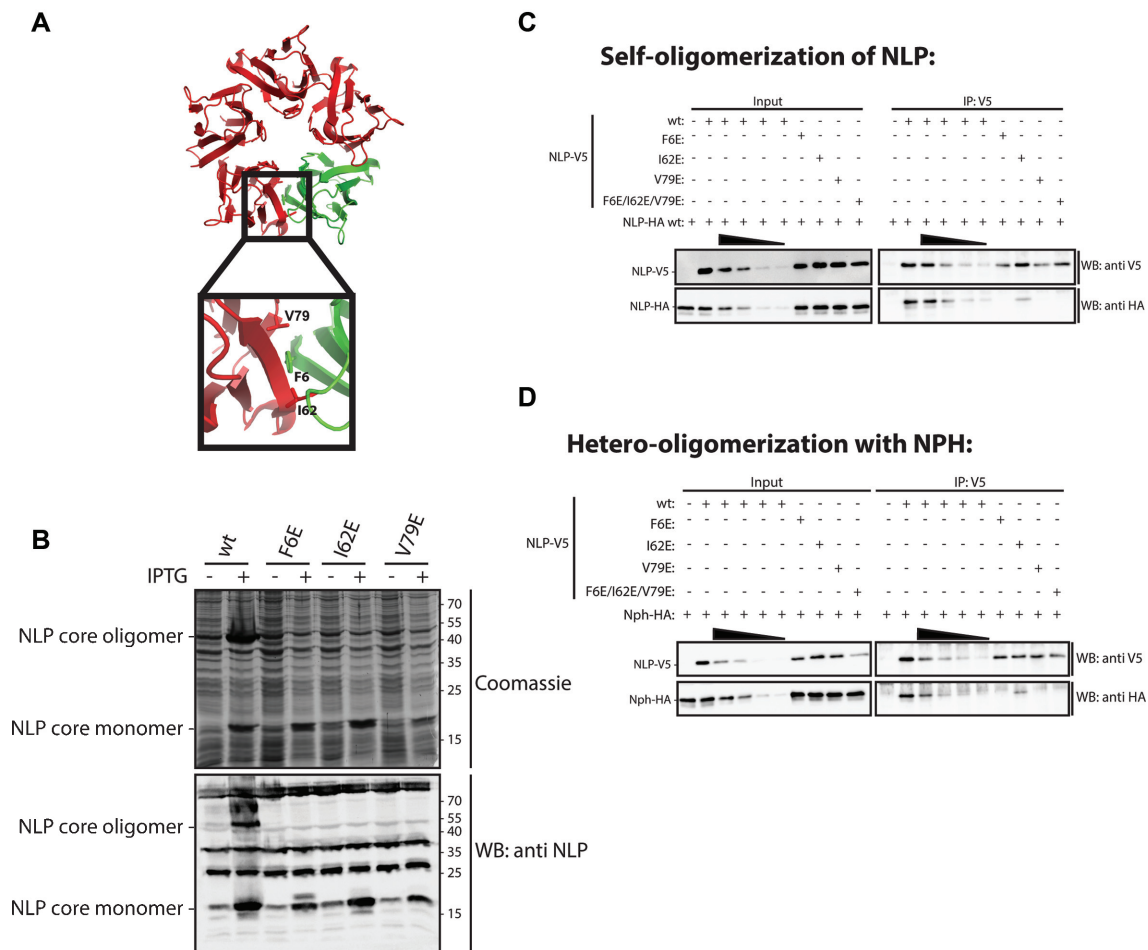 A
V79
F6
I62
B
wt F6E I62E V79E
IPTG - + - + - + - +
NLP core oligomer
NLP core monomer
- 70
- 55
- 40
- 35
- 25
- 15
Coomassie
NLP core oligomer
NLP core monomer
- 70
- 55
- 40
- 35
- 25
- 15
WB: anti NLP
C
Self-oligomerization of NLP:
Input IP: V5
NLP-V5
wt: - + + + + + - - - - - + + + + + - - - -
F6E: - - - - - - + - - - - - - - - - + - - -
I62E: - - - - - - - + - - - - - - - - - + - -
V79E: - - - - - - - - + - - - - - - - - - + -
F6E/I62E/V79E: - - - - - - - - - + - - - - - - - - - +
NLP-HA wt: + + + + + + + + + + + + + + + + + + + +
NLP-V5 - WB: anti V5
NLP-HA - WB: anti HA
D
Hetero-oligomerization with NPH:
Input IP: V5
NLP-V5
wt: - + + + + + - - - - - + + + + + - - - -
F6E: - - - - - - + - - - - - - - - - + - - -
I62E: - - - - - - - + - - - - - - - - - + - -
V79E: - - - - - - - - + - - - - - - - - - + -
F6E/I62E/V79E: - - - - - - - - - + - - - - - - - - - +
Nph-HA: + + + + + + + + + + + + + + + + + + + +
NLP-V5 - WB: anti V5
Nph-HA - WB: anti HA